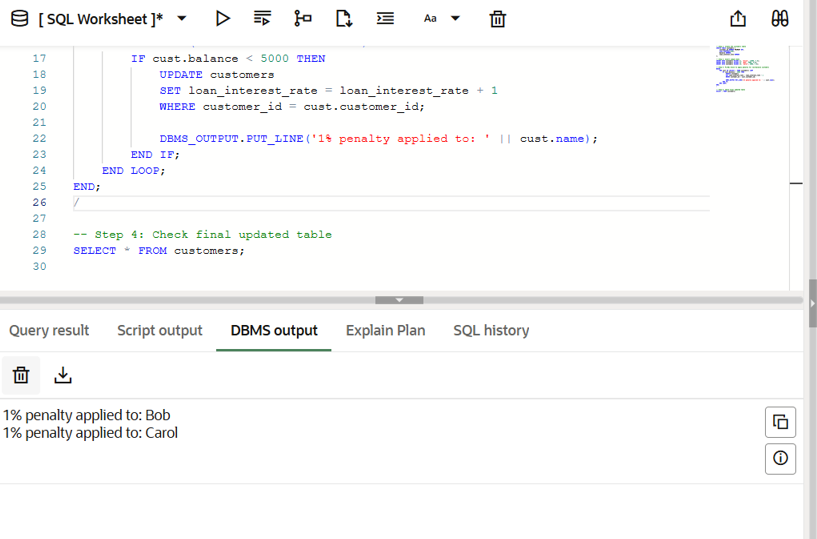 [ SQL Worksheet ]*
Aa
17 IF cust.balance < 5000 THEN
18 UPDATE customers
19 SET loan_interest_rate = loan_interest_rate + 1
20 WHERE customer_id = cust.customer_id;
21
22 DBMS_OUTPUT.PUT_LINE('1% penalty applied to: ' || cust.name);
23 END IF;
24 END LOOP;
25 END;
26 /
27
28 -- Step 4: Check final updated table
29 SELECT * FROM customers;
30
Query result Script output DBMS output Explain Plan SQL history
1% penalty applied to: Bob
1% penalty applied to: Carol